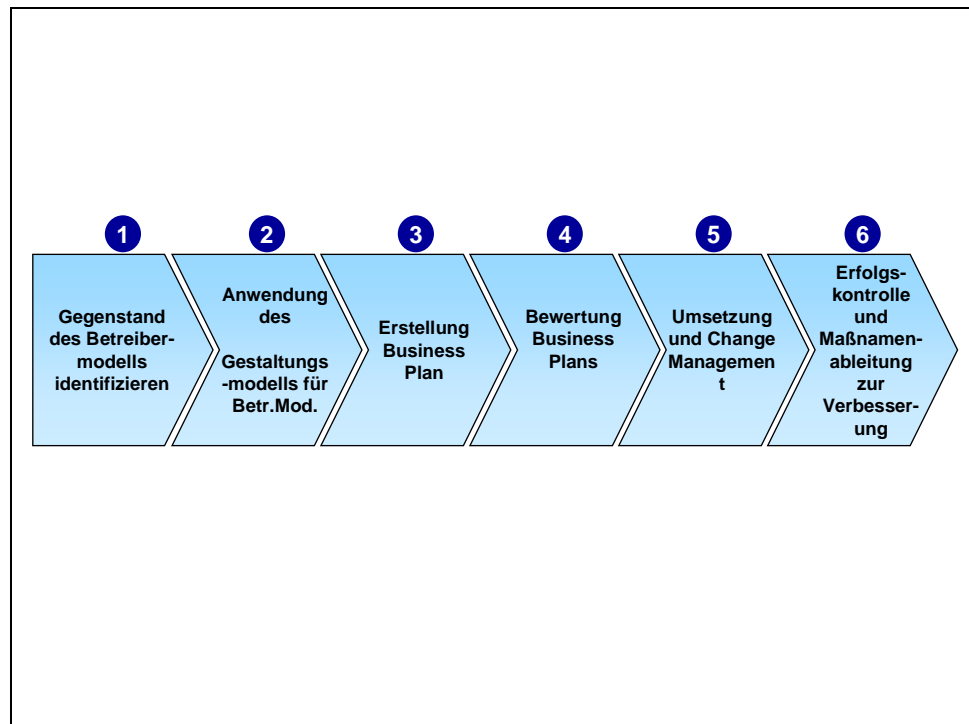 1
Gegenstand
des Betreiber-
modells
identifizieren
2
Anwendung
des
Gestaltungs
-modells für
Betr.Mod.
3
Erstellung
Business
Plan
4
Bewertung
Business
Plans
5
Umsetzung
und Change
Managemen
t
6
Erfolgs-
kontrolle
und
Maßnamen-
ableitung
zur
Verbesser-
ung